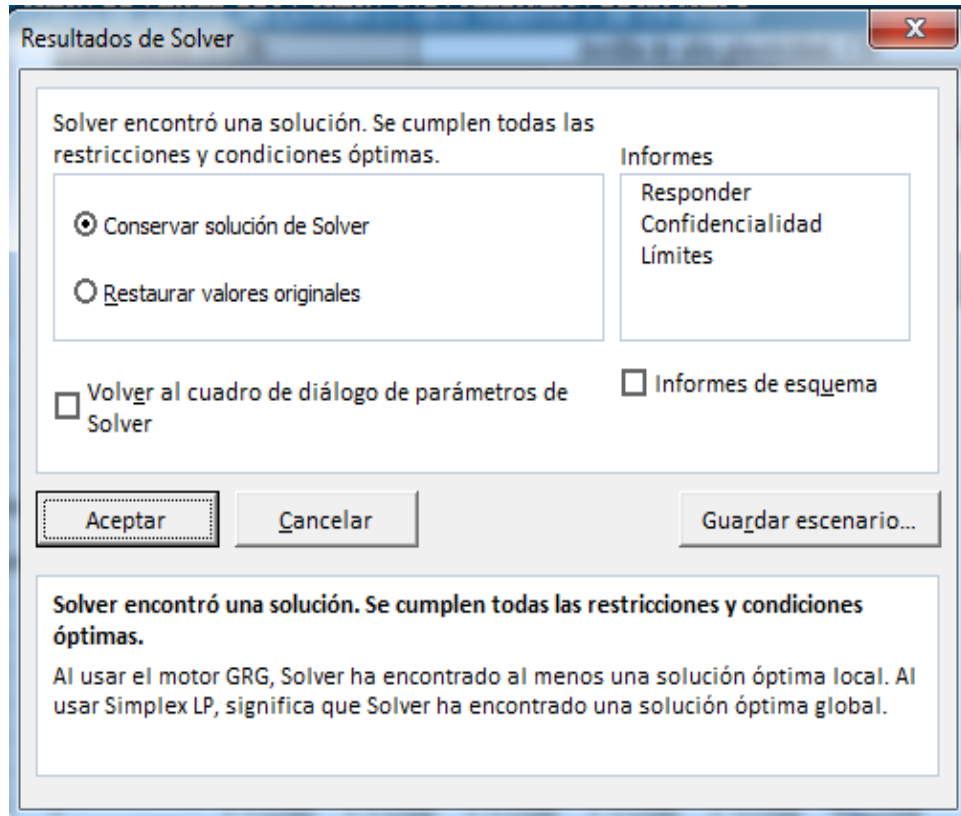 Resultados de Solver
Solver encontró una solución. Se cumplen todas las
restricciones y condiciones óptimas.
Conservar solución de Solver
Restaurar valores originales
Informes
Responder
Confidencialidad
Límites
Volver al cuadro de diálogo de parámetros de
Solver
Informes de esquema
Aceptar
Cancelar
Guardar escenario...
Solver encontró una solución. Se cumplen todas las restricciones y condiciones
óptimas.
Al usar el motor GRG, Solver ha encontrado al menos una solución óptima local. Al
usar Simplex LP, significa que Solver ha encontrado una solución óptima global.